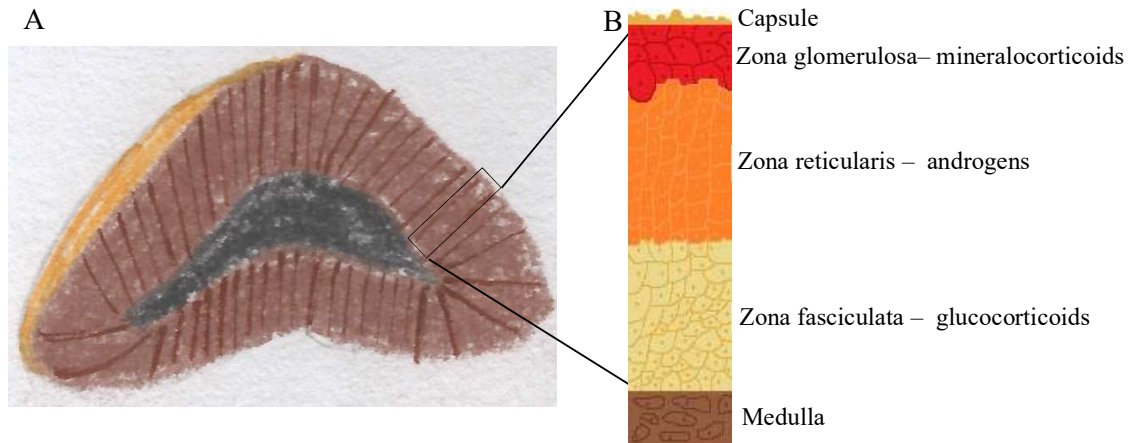 A
B
Capsule
Zona glomerulosa– mineralocorticoids
Zona reticularis – androgens
Zona fasciculata – glucocorticoids
Medulla